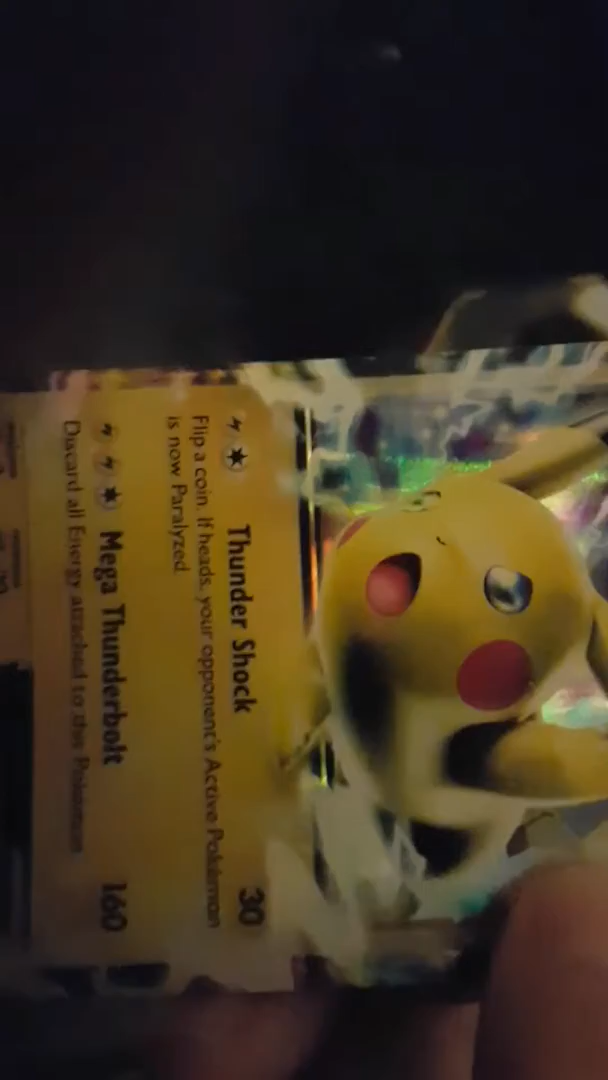 Thunder Shock 30
Flip a coin. If heads, your opponent's Active Pokémon
is now Paralyzed.
Mega Thunderbolt 160
Discard all Energy attached to this Pokémon